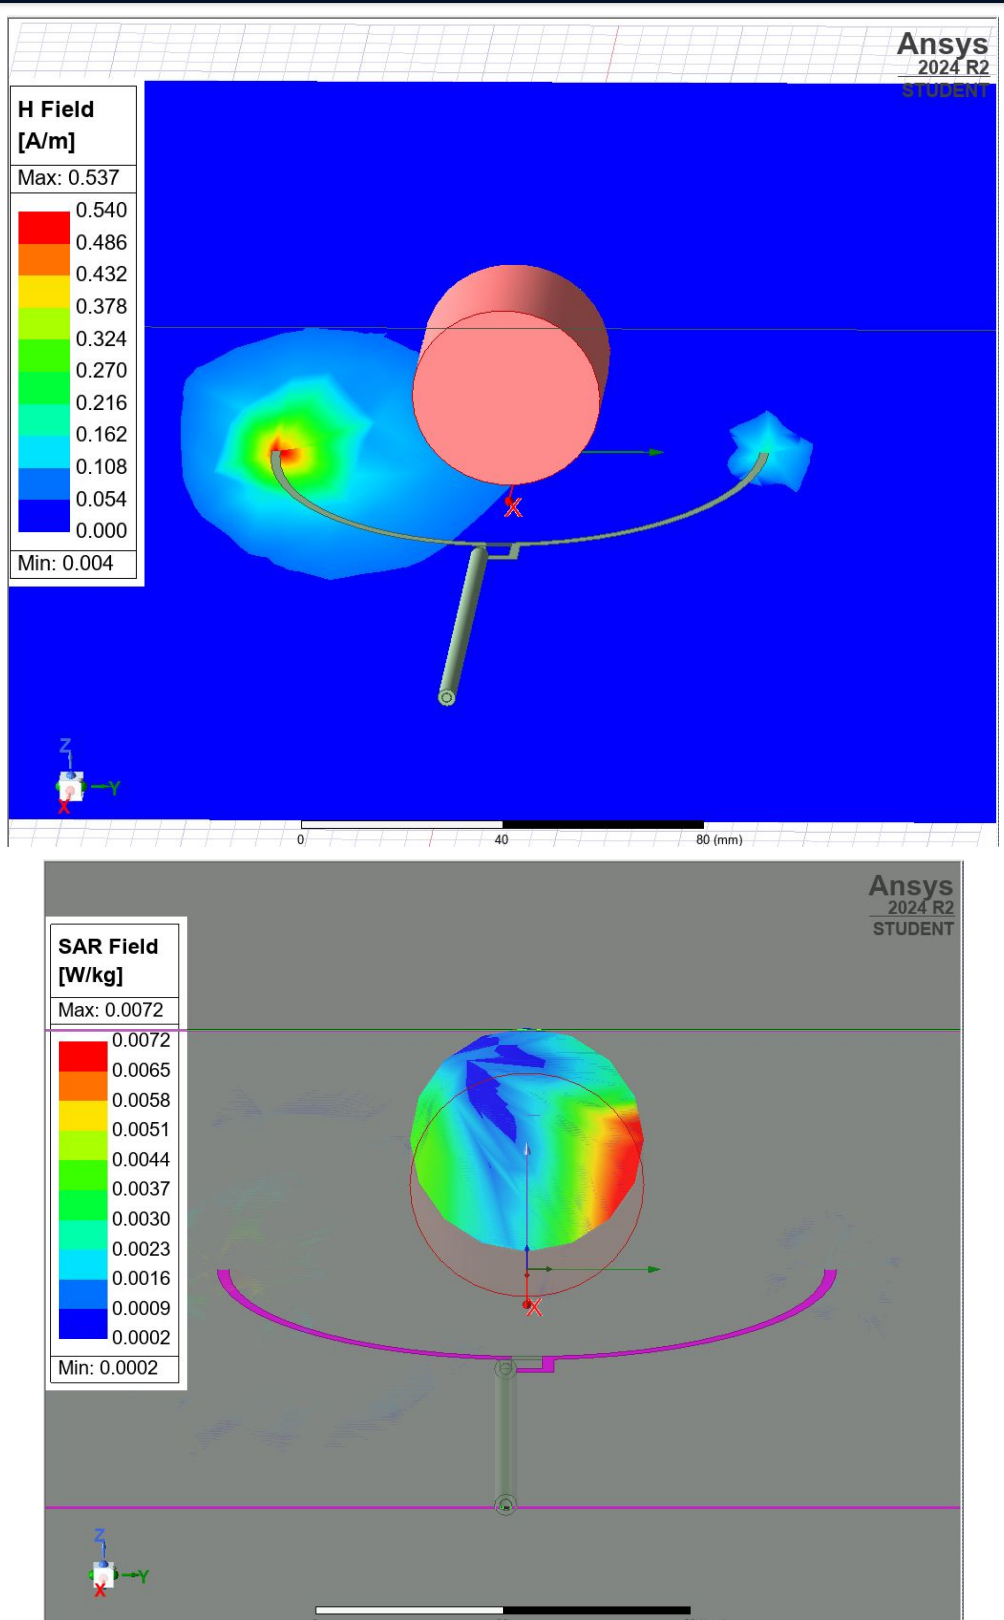 Ansys
2024 R2
STUDENT
H Field
[A/m]
Max: 0.537
0.540
0.486
0.432
0.378
0.324
0.270
0.216
0.162
0.108
0.054
0.000
Min: 0.004
X
Z
Y
X
0 40 80 (mm)
Ansys
2024 R2
STUDENT
SAR Field
[W/kg]
Max: 0.0072
0.0072
0.0065
0.0058
0.0051
0.0044
0.0037
0.0030
0.0023
0.0016
0.0009
0.0002
Min: 0.0002
X
Z
Y
X